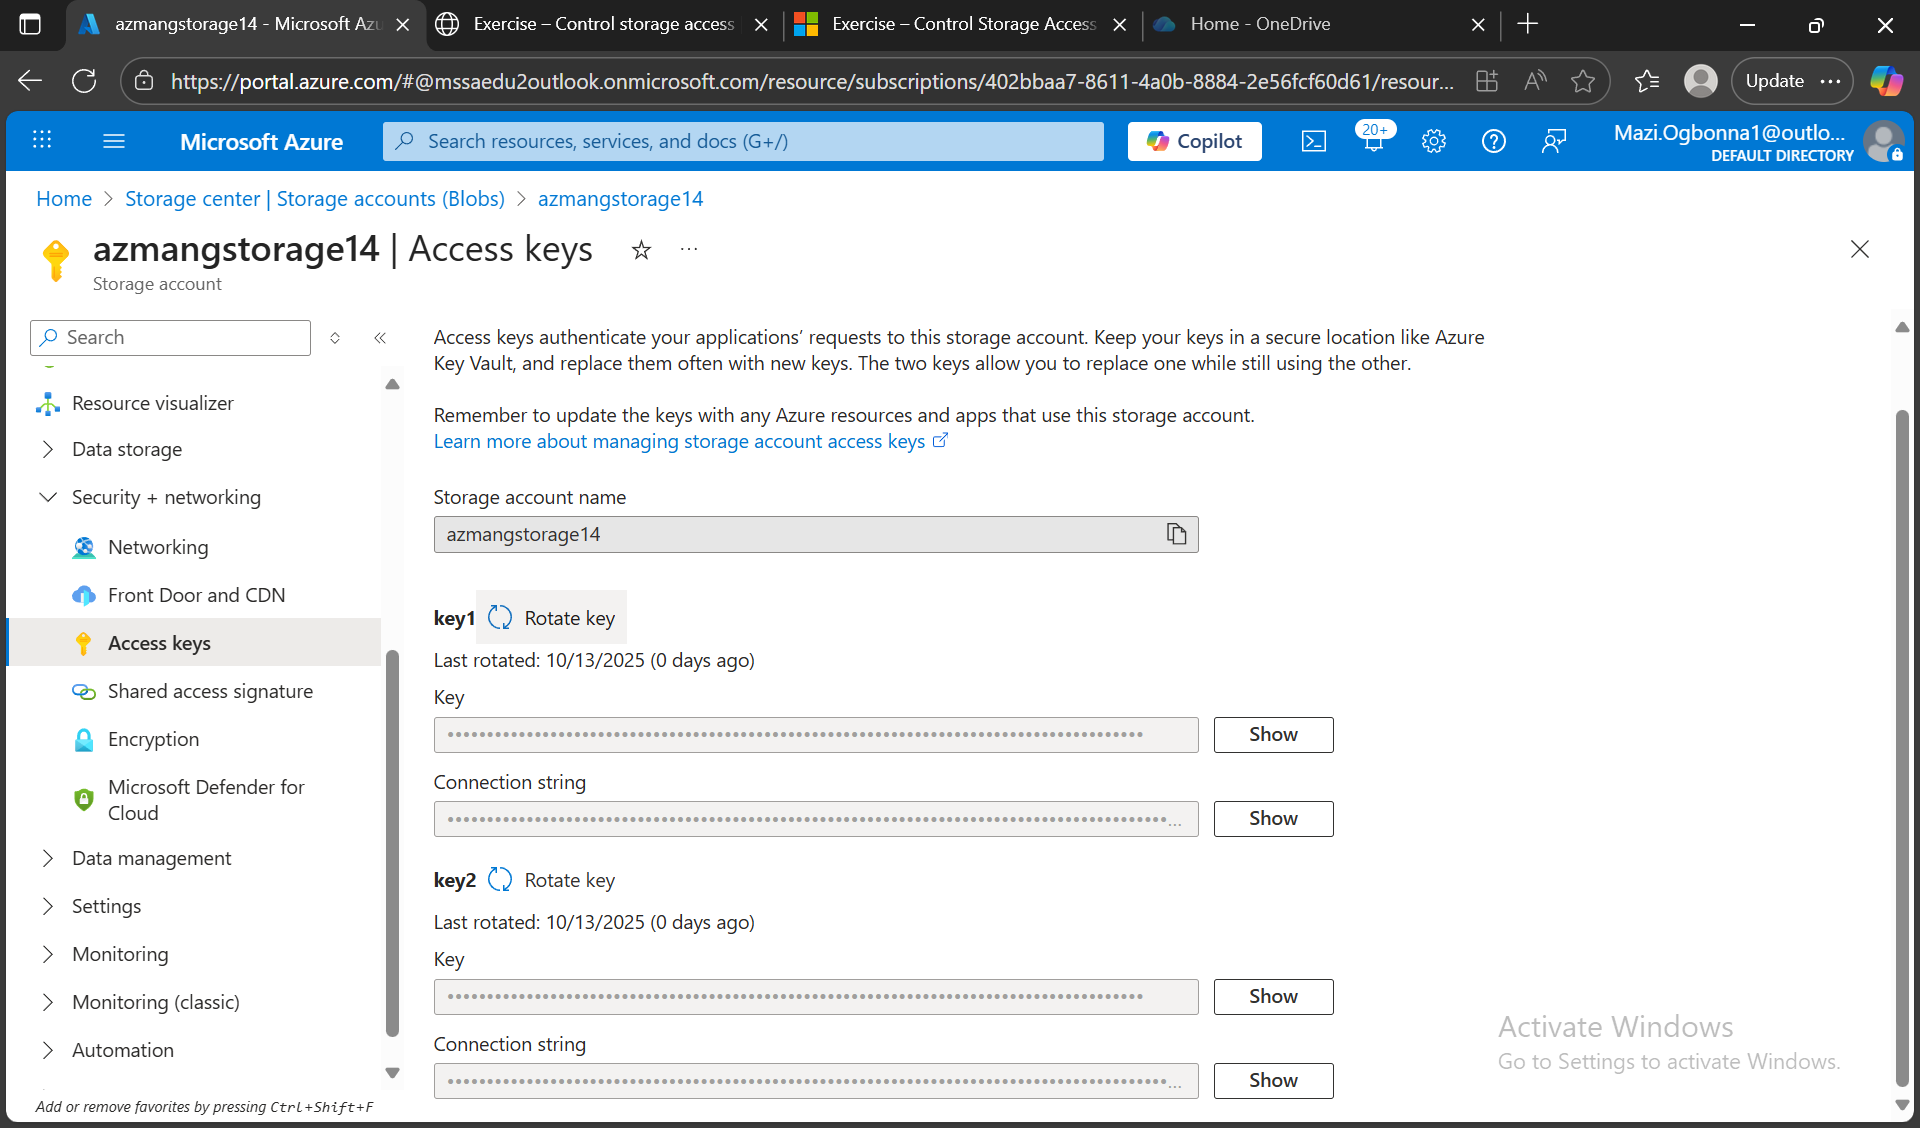 azmangstorage14 - Microsoft Azu
Exercise – Control storage access
Exercise – Control Storage Access
Home - OneDrive
https://portal.azure.com/#@mssaedu2outlook.onmicrosoft.com/resource/subscriptions/402bbaa7-8611-4a0b-8884-2e56fcf60d61/resour...
Update
Microsoft Azure
Search resources, services, and docs (G+/)
Copilot
20+
Mazi.Ogbonna1@outlo...
DEFAULT DIRECTORY
Home > Storage center | Storage accounts (Blobs) > azmangstorage14
azmangstorage14 | Access keys
Storage account
Search
Resource visualizer
Data storage
Security + networking
Networking
Front Door and CDN
Access keys
Shared access signature
Encryption
Microsoft Defender for
Cloud
Data management
Settings
Monitoring
Monitoring (classic)
Automation
Add or remove favorites by pressing Ctrl+Shift+F
Access keys authenticate your applications’ requests to this storage account. Keep your keys in a secure location like Azure
Key Vault, and replace them often with new keys. The two keys allow you to replace one while still using the other.
Remember to update the keys with any Azure resources and apps that use this storage account.
Learn more about managing storage account access keys
Storage account name
azmangstorage14
key1 Rotate key
Last rotated: 10/13/2025 (0 days ago)
Key
Show
Connection string
Show
key2 Rotate key
Last rotated: 10/13/2025 (0 days ago)
Key
Show
Connection string
Show
Activate Windows
Go to Settings to activate Windows.